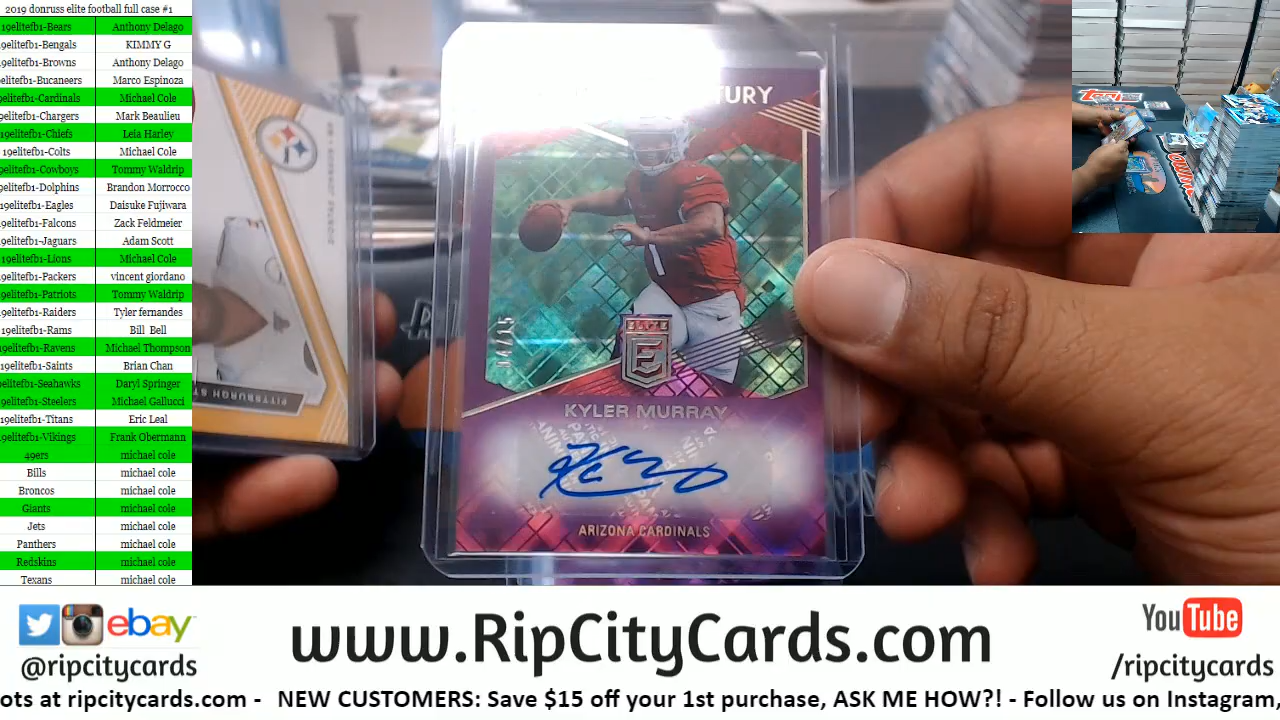 2019 donruss elite football full case #1
19elitefb1-Bears Anthony Delago
19elitefb1-Bengals KIMMY G
19elitefb1-Browns Anthony Delago
19elitefb1-Bucaneers Marco Espinoza
19elitefb1-Cardinals Michael Cole
19elitefb1-Chargers Mark Beaulieu
19elitefb1-Chiefs Leia Harley
19elitefb1-Colts Michael Cole
19elitefb1-Cowboys Tommy Waldrip
19elitefb1-Dolphins Brandon Morrocco
19elitefb1-Eagles Daisuke Fujiwara
19elitefb1-Falcons Zack Feldmeier
19elitefb1-Jaguars Adam Scott
19elitefb1-Lions Michael Cole
19elitefb1-Packers vincent giordano
19elitefb1-Patriots Tommy Waldrip
19elitefb1-Raiders Tyler fernandes
19elitefb1-Rams Bill Bell
19elitefb1-Ravens Michael Thompson
19elitefb1-Saints Brian Chan
elitefb1-Seahawks Daryl Springer
19elitefb1-Steelers Michael Gallucci
19elitefb1-Titans Eric Leal
19elitefb1-Vikings Frank Obermann
49ers michael cole
Bills michael cole
Broncos michael cole
Giants michael cole
Jets michael cole
Panthers michael cole
Redskins michael cole
Texans michael cole
PITTSBURGH ST
TURY
04/15
ELITE
E
KYLER MURRAY
ARIZONA CARDINALS
ebay
@ripcitycards
www.RipCityCards.com
YouTube
/ripcitycards
ots at ripcitycards.com - NEW CUSTOMERS: Save $15 off your 1st purchase, ASK ME HOW?! - Follow us on Instagram,